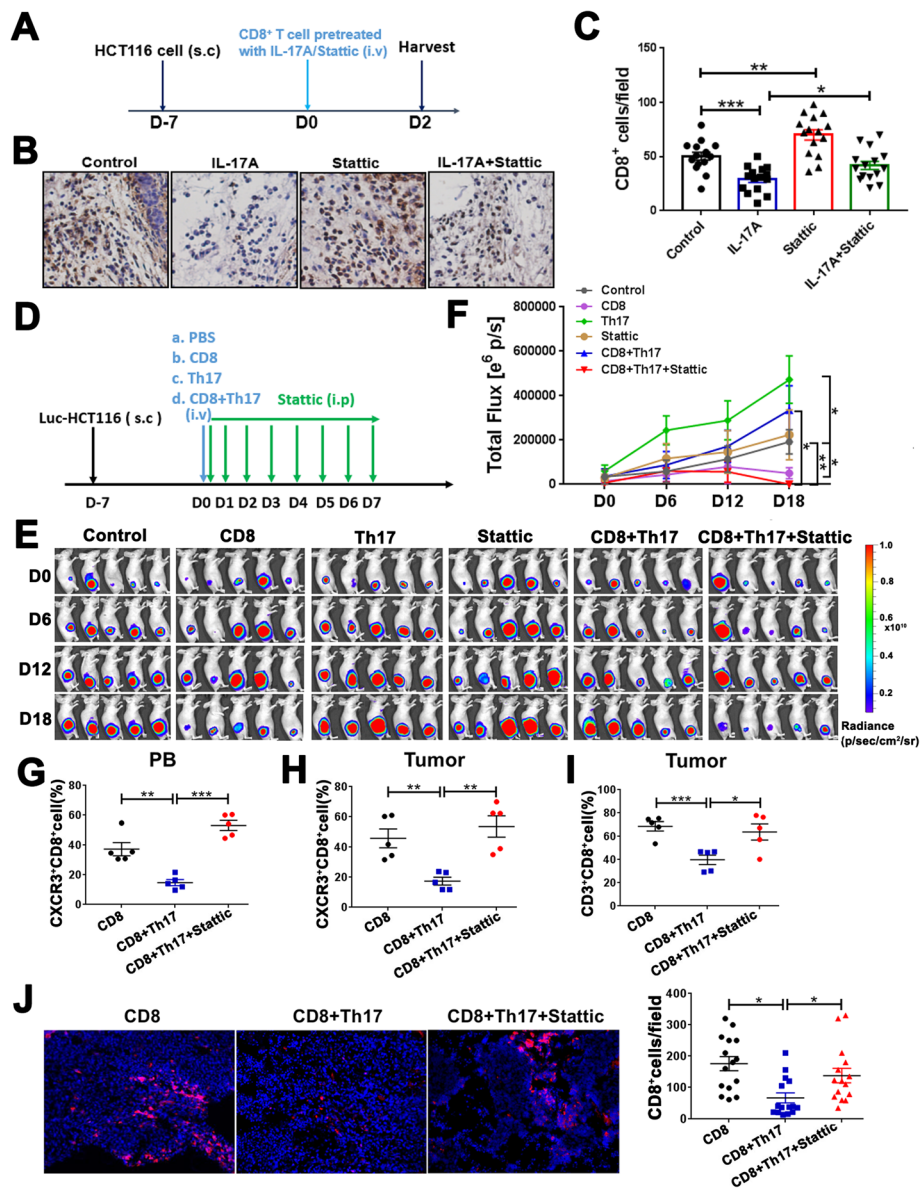 A
HCT116 cell (s.c)
CD8⁺ T cell pretreated
with IL-17A/Stattic (i.v)
Harvest
D-7
D0
D2
B
Control
IL-17A
Stattic
IL-17A+Stattic
C
CD8⁺ cells/field
150
100
50
0
**
***
*
Control
IL-17A
Stattic
IL-17A+Stattic
D
a. PBS
b. CD8
c. Th17
d. CD8+Th17
(i.v)
Stattic (i.p)
Luc-HCT116 ( s.c)
D-7
D0
D1
D2
D3
D4
D5
D6
D7
F
Control
CD8
Th17
Stattic
CD8+Th17
CD8+Th17+Stattic
Total Flux [e⁶ p/s]
800000
600000
400000
200000
0
D0
D6
D12
D18
*
*
**
*
E
Control
CD8
Th17
Stattic
CD8+Th17
CD8+Th17+Stattic
D0
D6
D12
D18
1.0
0.8
0.6
x10¹⁰
0.4
0.2
Radiance
(p/sec/cm²/sr)
G
PB
CXCR3⁺CD8⁺cell(%)
80
60
40
20
0
**
***
CD8
CD8+Th17
CD8+Th17+Stattic
H
Tumor
CXCR3⁺CD8⁺cell(%)
80
60
40
20
0
**
**
CD8
CD8+Th17
CD8+Th17+Stattic
I
Tumor
CD3⁺CD8⁺cell(%)
100
80
60
40
20
0
***
*
CD8
CD8+Th17
CD8+Th17+Stattic
J
CD8
CD8+Th17
CD8+Th17+Stattic
CD8⁺cells/field
400
300
200
100
0
*
*
CD8
CD8+Th17
CD8+Th17+Stattic